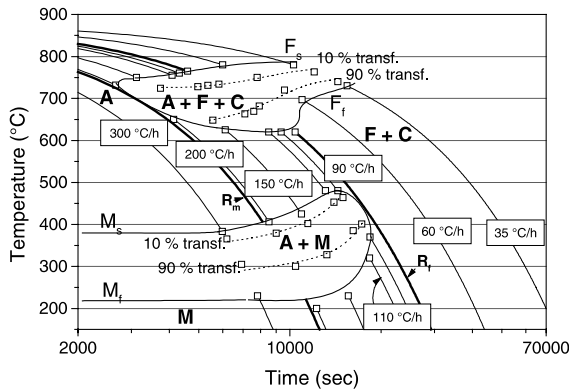 900
800
700
600
500
400
300
200
Temperature (°C)
2000
10000
70000
Time (sec)
Fs
10 % transf.
90 % transf.
A
A + F + C
Ff
F + C
300 °C/h
200 °C/h
150 °C/h
90 °C/h
60 °C/h
35 °C/h
Rm
Ms
10 % transf.
A + M
90 % transf.
Rf
Mf
M
110 °C/h